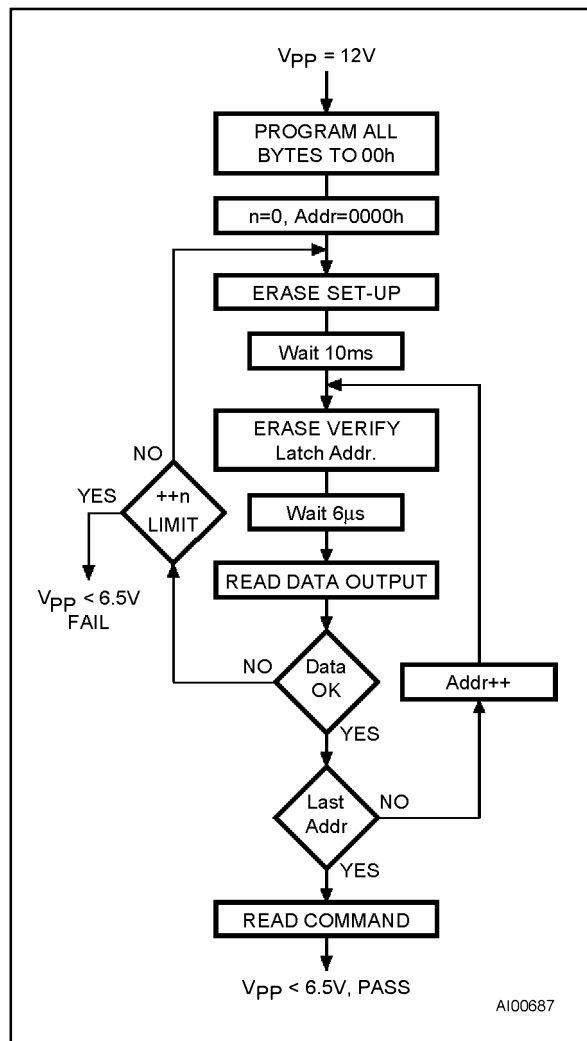 VPP = 12V
PROGRAM ALL
BYTES TO 00h
n=0, Addr=0000h
ERASE SET-UP
Wait 10ms
ERASE VERIFY
Latch Addr.
NO
YES
++n
LIMIT
Wait 6µs
VPP < 6.5V
FAIL
READ DATA OUTPUT
NO
Data
OK
YES
Addr++
Last
Addr
NO
YES
READ COMMAND
VPP < 6.5V, PASS
AI00687